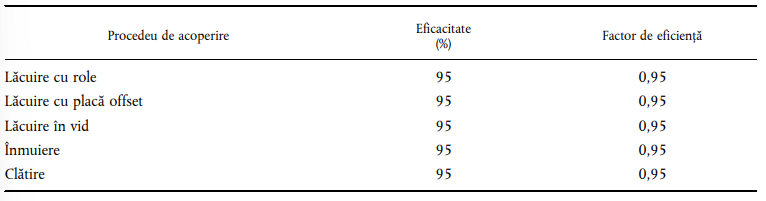 Procedeu de acoperire Eficacitate (%) Factor de eficiență
Lăcuire cu role 95 0,95
Lăcuire cu placă offset 95 0,95
Lăcuire în vid 95 0,95
Înmuiere 95 0,95
Clătire 95 0,95